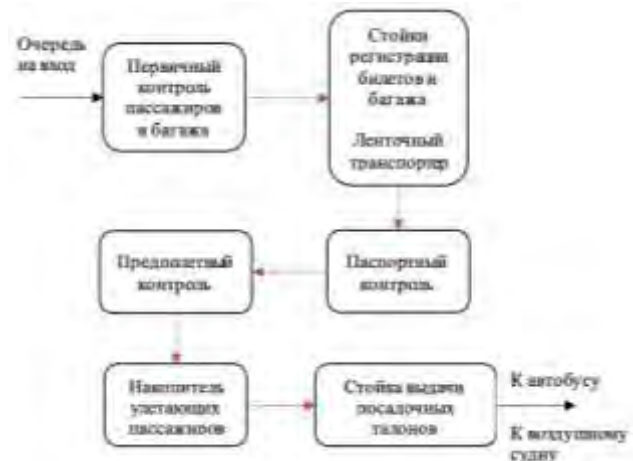 Очередь
на вход
Первичный
контроль
пассажиров
и багажа
Стойки
регистрации
билетов и
багажа
Ленточный
транспортер
Паспортный
контроль
Предполетный
контроль
Накопитель
улетающих
пассажиров
Стойка выдачи
посадочных
талонов
К автобусу
К воздушному
судну